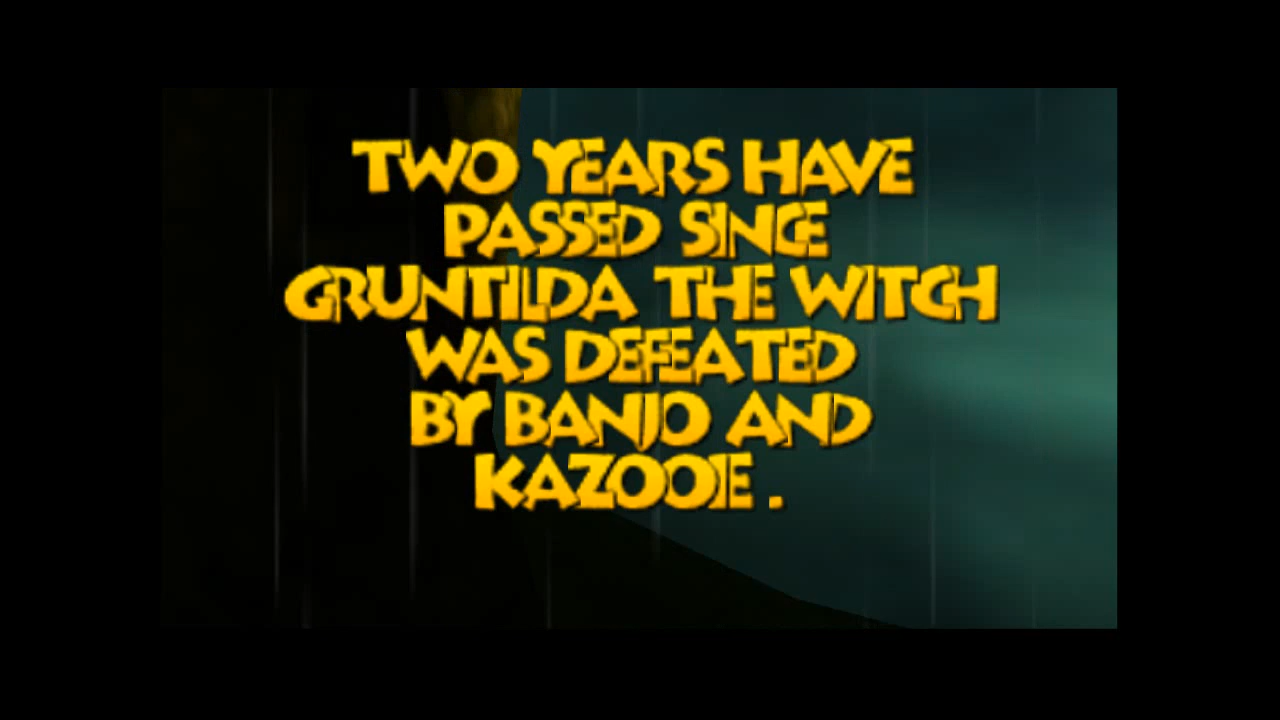 TWO YEARS HAVE
PASSED SINCE
GRUNTILDA THE WITCH
WAS DEFEATED
BY BANJO AND
KAZOOIE .